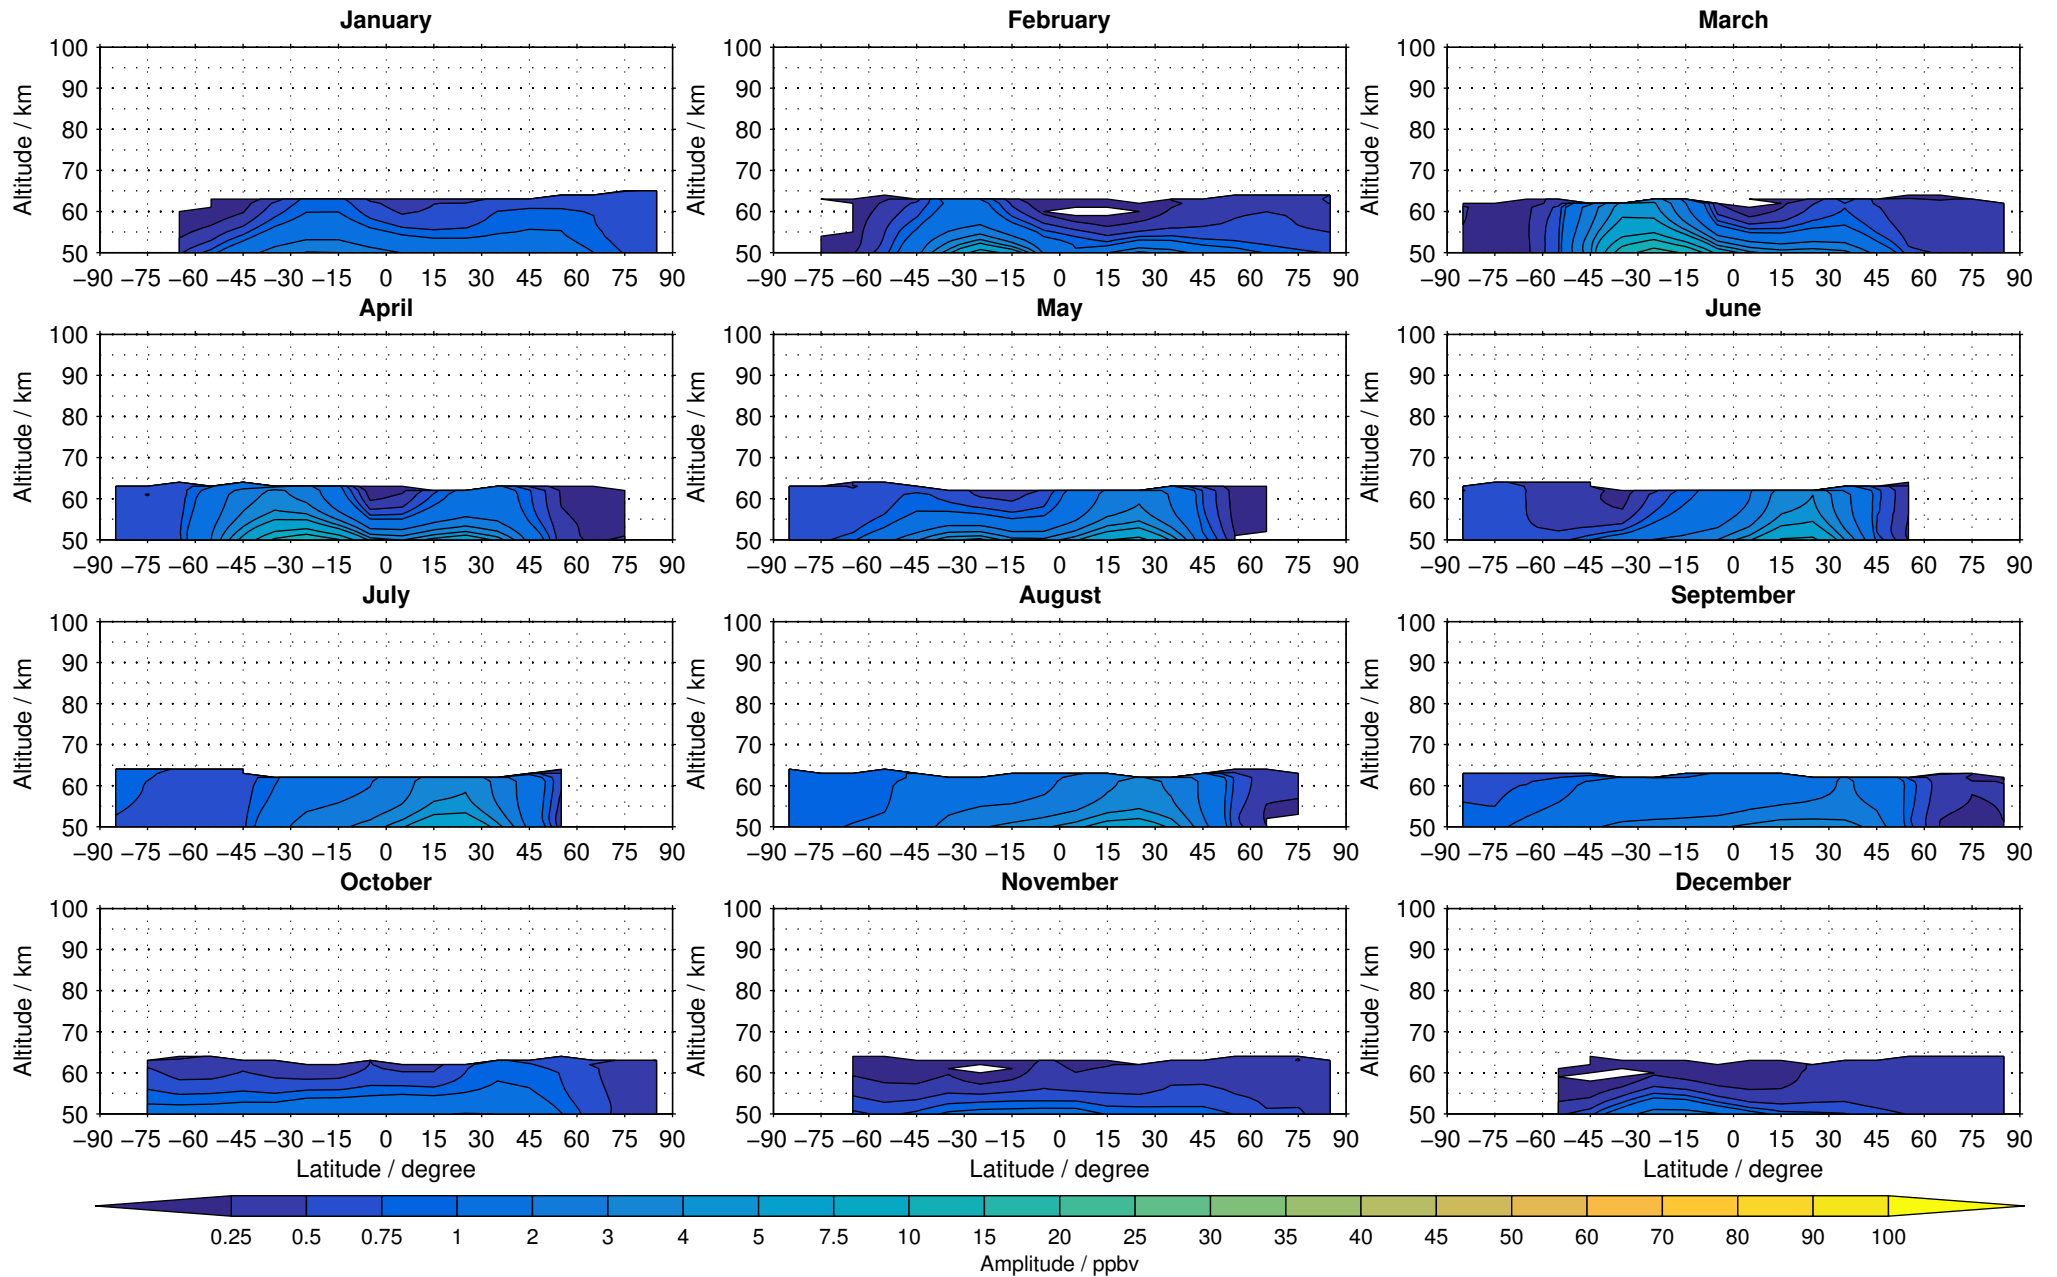 January February March
100 100 100
90 90 90
80 80 80
70 70 70
60 60 60
50 50 50
Altitude / km Altitude / km Altitude / km
−90 −75 −60 −45 −30 −15 0 15 30 45 60 75 90 −90 −75 −60 −45 −30 −15 0 15 30 45 60 75 90 −90 −75 −60 −45 −30 −15 0 15 30 45 60 75 90
April May June
100 100 100
90 90 90
80 80 80
70 70 70
60 60 60
50 50 50
Altitude / km Altitude / km Altitude / km
−90 −75 −60 −45 −30 −15 0 15 30 45 60 75 90 −90 −75 −60 −45 −30 −15 0 15 30 45 60 75 90 −90 −75 −60 −45 −30 −15 0 15 30 45 60 75 90
July August September
100 100 100
90 90 90
80 80 80
70 70 70
60 60 60
50 50 50
Altitude / km Altitude / km Altitude / km
−90 −75 −60 −45 −30 −15 0 15 30 45 60 75 90 −90 −75 −60 −45 −30 −15 0 15 30 45 60 75 90 −90 −75 −60 −45 −30 −15 0 15 30 45 60 75 90
October November December
100 100 100
90 90 90
80 80 80
70 70 70
60 60 60
50 50 50
Altitude / km Altitude / km Altitude / km
−90 −75 −60 −45 −30 −15 0 15 30 45 60 75 90 −90 −75 −60 −45 −30 −15 0 15 30 45 60 75 90 −90 −75 −60 −45 −30 −15 0 15 30 45 60 75 90
Latitude / degree Latitude / degree Latitude / degree
0.25 0.5 0.75 1 2 3 4 5 7.5 10 15 20 25 30 35 40 45 50 60 70 80 90 100
Amplitude / ppbv